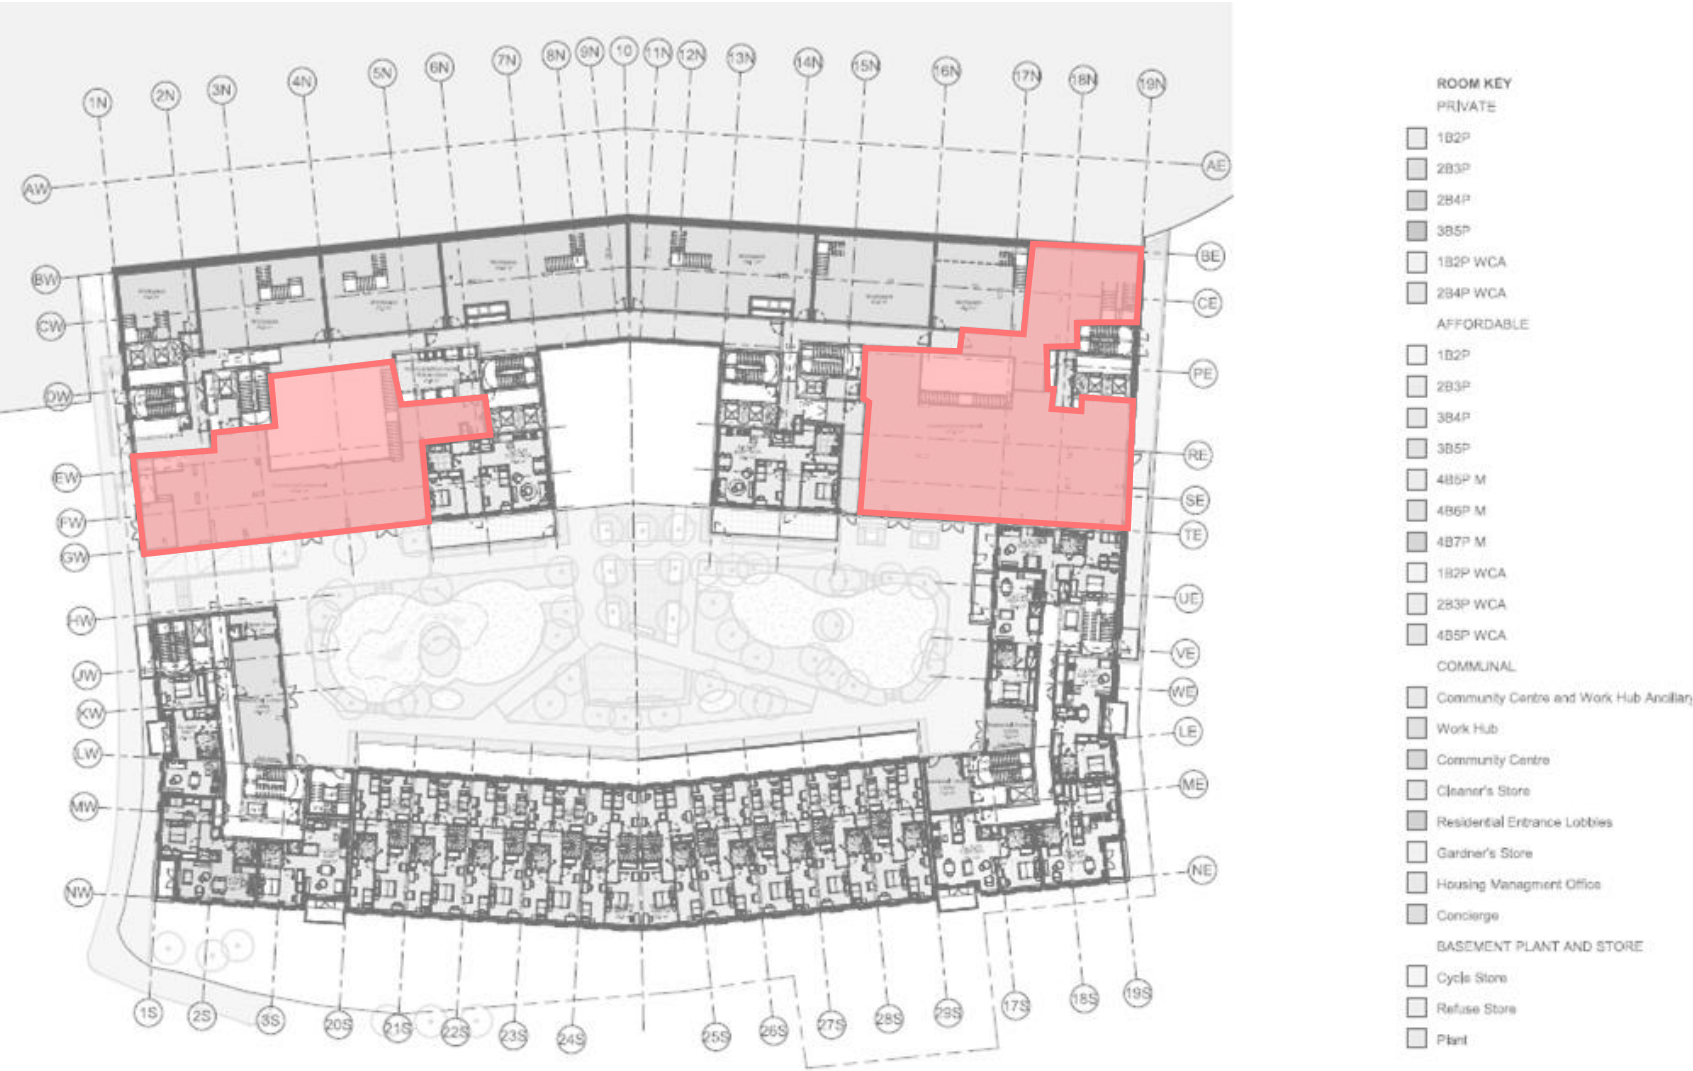 1N
2N
3N
4N
5N
6N
7N
8N
9N
10
11N
12N
13N
14N
15N
16N
17N
18N
19N
AW
AE
BW
BE
CW
CE
DW
PE
EW
RE
FW
SE
GW
TE
HW
UE
JW
VE
KW
WE
LW
LE
MW
ME
NW
NE
1S
2S
3S
20S
21S
22S
23S
24S
25S
26S
27S
28S
29S
17S
18S
19S
ROOM KEY
PRIVATE
1B2P
2B3P
2B4P
3B5P
1B2P WCA
2B4P WCA
AFFORDABLE
1B2P
2B3P
3B4P
3B5P
4B5P M
4B6P M
4B7P M
1B2P WCA
2B3P WCA
4B5P WCA
COMMUNAL
Community Centre and Work Hub Ancillary
Work Hub
Community Centre
Cleaner's Store
Residential Entrance Lobbies
Gardner's Store
Housing Managment Office
Concierge
BASEMENT PLANT AND STORE
Cycle Store
Refuse Store
Plant